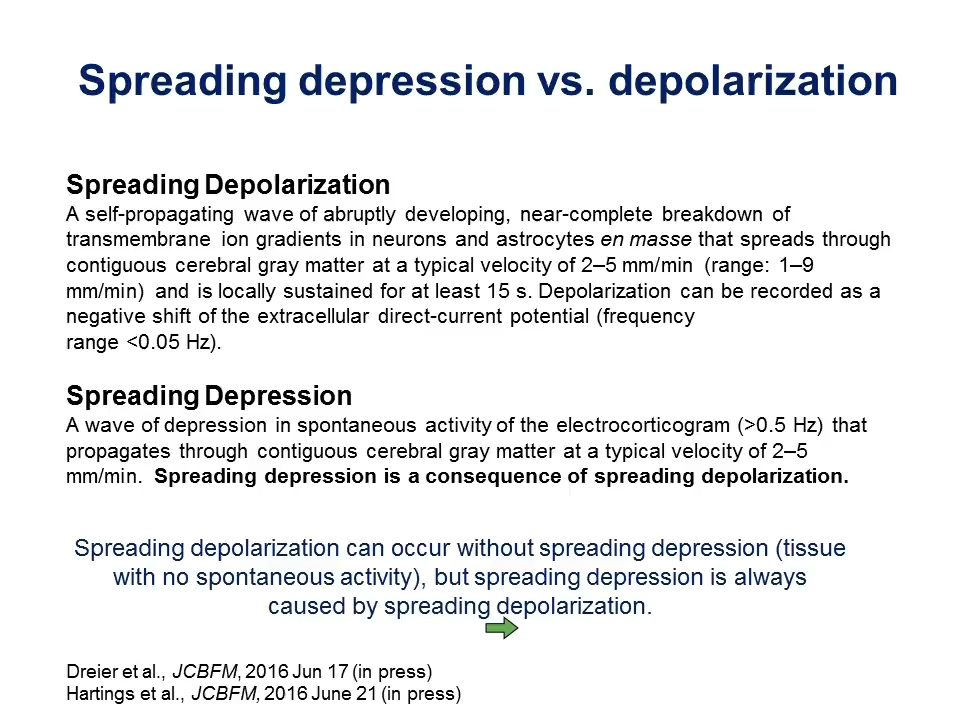 Spreading depression vs. depolarization
Spreading Depolarization
A self-propagating wave of abruptly developing, near-complete breakdown of
transmembrane ion gradients in neurons and astrocytes en masse that spreads through
contiguous cerebral gray matter at a typical velocity of 2–5 mm/min (range: 1–9
mm/min) and is locally sustained for at least 15 s. Depolarization can be recorded as a
negative shift of the extracellular direct-current potential (frequency
range <0.05 Hz).
Spreading Depression
A wave of depression in spontaneous activity of the electrocorticogram (>0.5 Hz) that
propagates through contiguous cerebral gray matter at a typical velocity of 2–5
mm/min. Spreading depression is a consequence of spreading depolarization.
Spreading depolarization can occur without spreading depression (tissue
with no spontaneous activity), but spreading depression is always
caused by spreading depolarization.
Dreier et al., JCBFM, 2016 Jun 17 (in press)
Hartings et al., JCBFM, 2016 June 21 (in press)